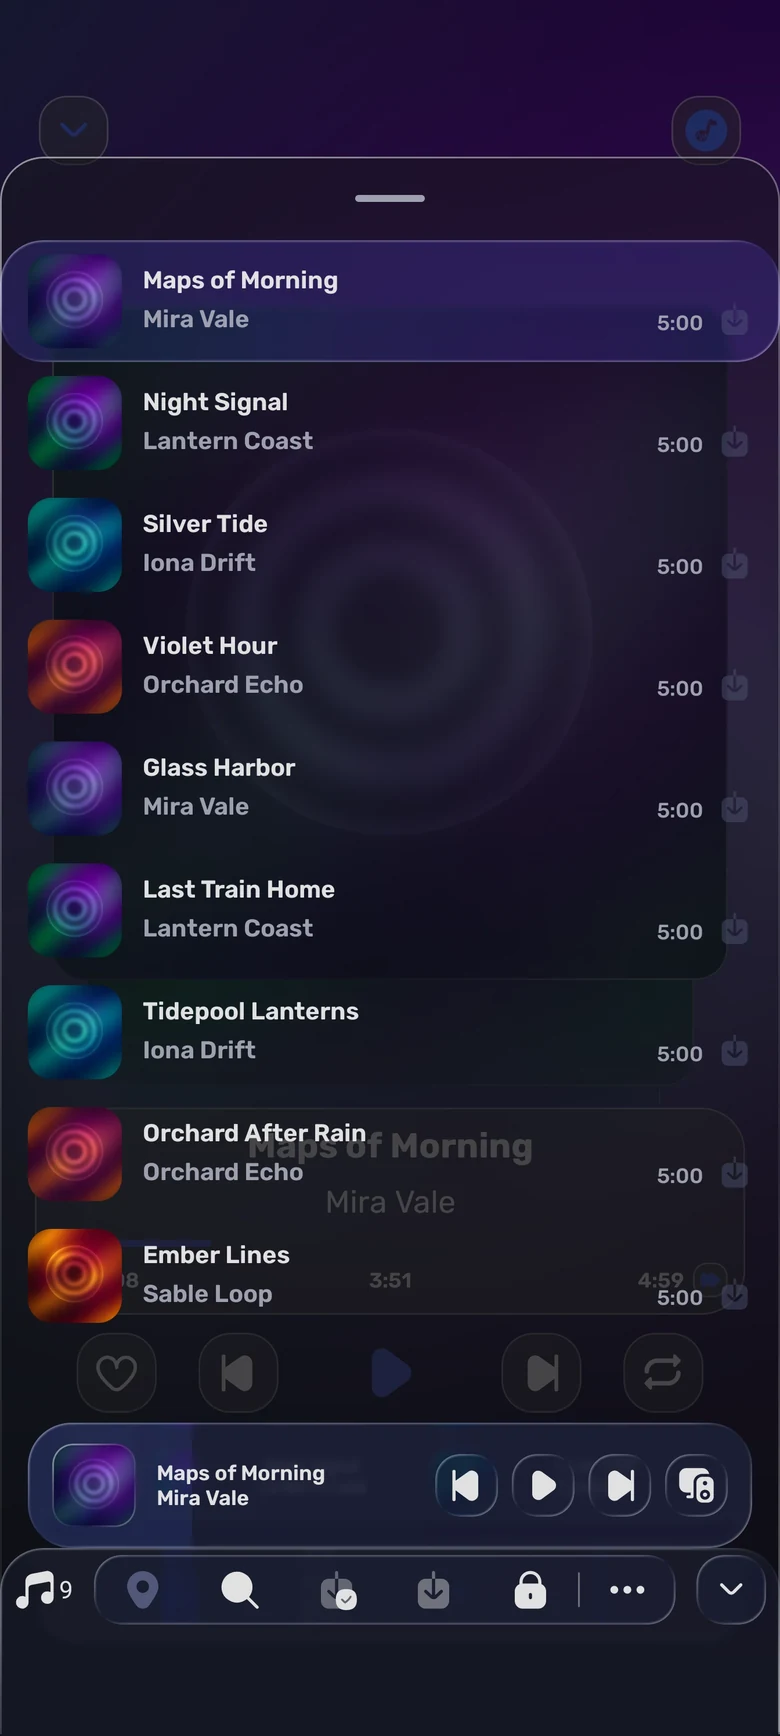 Maps of Morning
Mira Vale
5:00
Night Signal
Lantern Coast
5:00
Silver Tide
Iona Drift
5:00
Violet Hour
Orchard Echo
5:00
Glass Harbor
Mira Vale
5:00
Last Train Home
Lantern Coast
5:00
Tidepool Lanterns
Iona Drift
5:00
Orchard After Rain
Maps of Morning
Orchard Echo
5:00
Mira Vale
Ember Lines
3:51
4:59
Sable Loop
5:00
Maps of Morning
Mira Vale
9